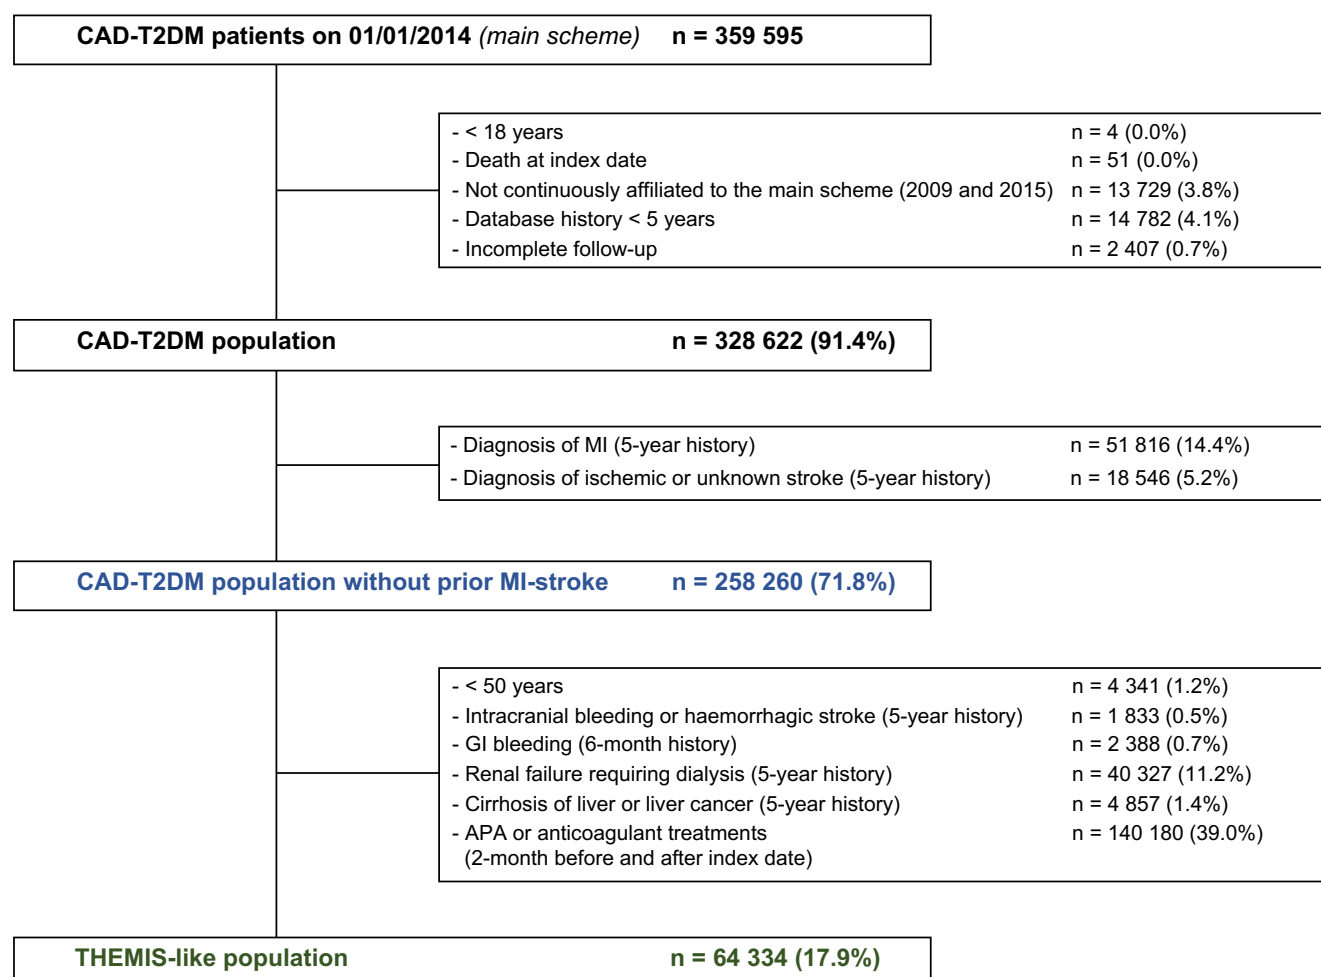 CAD-T2DM patients on 01/01/2014 (main scheme) n = 359 595
- < 18 years n = 4 (0.0%)
- Death at index date n = 51 (0.0%)
- Not continuously affiliated to the main scheme (2009 and 2015) n = 13 729 (3.8%)
- Database history < 5 years n = 14 782 (4.1%)
- Incomplete follow-up n = 2 407 (0.7%)
CAD-T2DM population n = 328 622 (91.4%)
- Diagnosis of MI (5-year history) n = 51 816 (14.4%)
- Diagnosis of ischemic or unknown stroke (5-year history) n = 18 546 (5.2%)
CAD-T2DM population without prior MI-stroke n = 258 260 (71.8%)
- < 50 years n = 4 341 (1.2%)
- Intracranial bleeding or haemorrhagic stroke (5-year history) n = 1 833 (0.5%)
- GI bleeding (6-month history) n = 2 388 (0.7%)
- Renal failure requiring dialysis (5-year history) n = 40 327 (11.2%)
- Cirrhosis of liver or liver cancer (5-year history) n = 4 857 (1.4%)
- APA or anticoagulant treatments n = 140 180 (39.0%)
(2-month before and after index date)
THEMIS-like population n = 64 334 (17.9%)